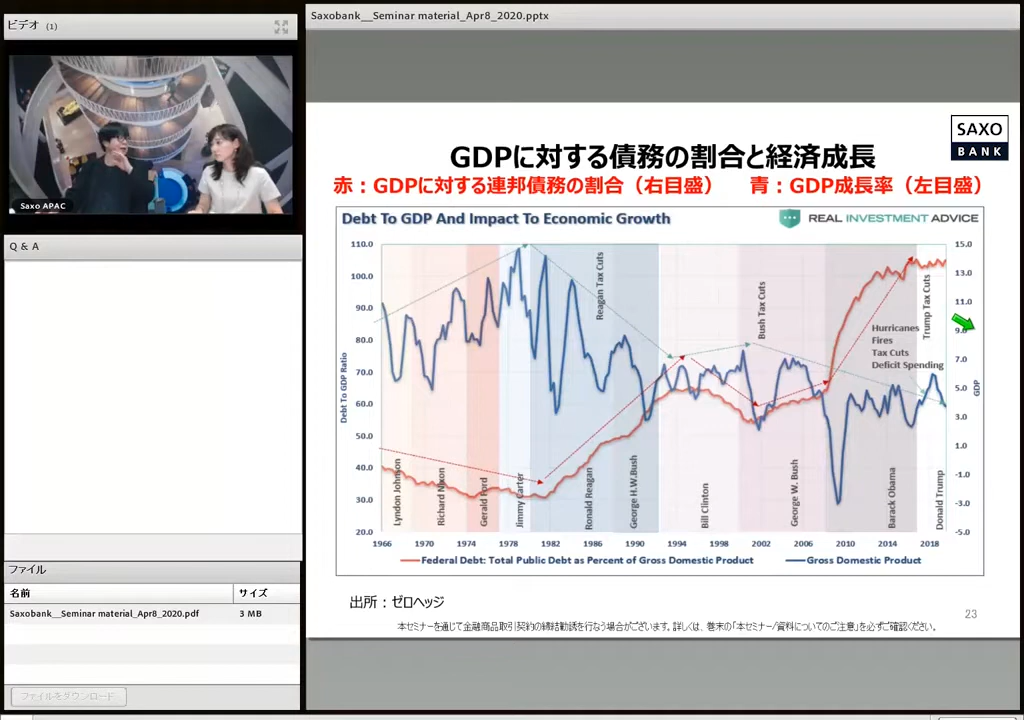 ビデオ (1)
Saxo APAC
Q & A
ファイル
名前 サイズ
Saxobank__Seminar material_Apr8_2020.pdf 3 MB
ファイルをダウンロード
Saxobank__Seminar material_Apr8_2020.pptx
SAXO
BANK
GDPに対する債務の割合と経済成長
赤：GDPに対する連邦債務の割合（右目盛） 青：GDP成長率（左目盛）
Debt To GDP And Impact To Economic Growth
REAL INVESTMENT ADVICE
110.0
100.0
90.0
80.0
70.0
60.0
50.0
40.0
30.0
20.0
Debt To GDP Ratio
15.0
13.0
11.0
9.0
7.0
5.0
3.0
1.0
-1.0
-3.0
-5.0
GDP
Reagan Tax Cuts
Bush Tax Cuts
Trump Tax Cuts
Hurricanes
Fires
Tax Cuts
Deficit Spending
Lyndon Johnson
Richard Nixon
Gerald Ford
Jimmy Carter
Ronald Reagan
George H.W.Bush
Bill Clinton
George W. Bush
Barack Obama
Donald Trump
1966 1970 1974 1978 1982 1986 1990 1994 1998 2002 2006 2010 2014 2018
Federal Debt: Total Public Debt as Percent of Gross Domestic Product
Gross Domestic Product
出所：ゼロヘッジ
23
本セミナーを通じて金融商品取引契約の締結勧誘を行なう場合がございます。詳しくは、巻末の「本セミナー/資料についてのご注意」を必ずご確認ください。